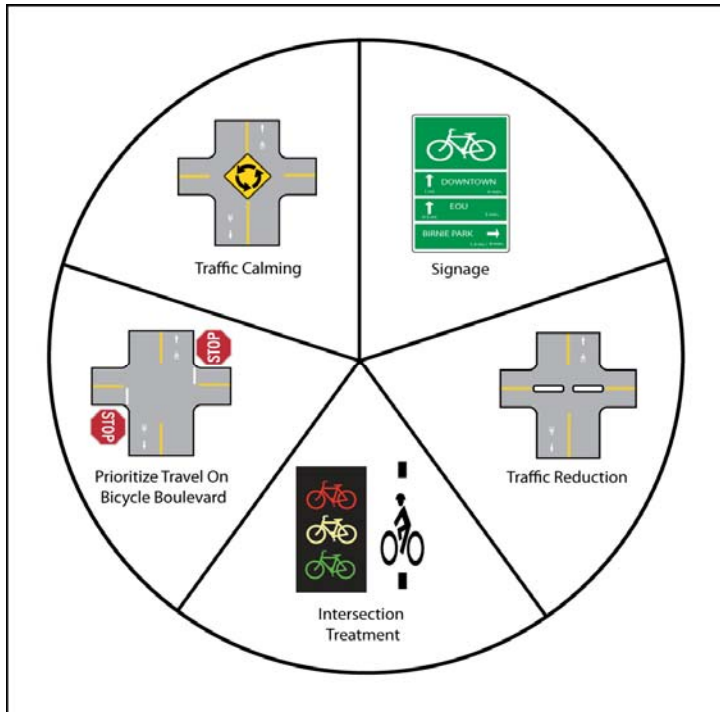 Traffic Calming
DOWNTOWN
EOU
BIRNIE PARK
Signage
STOP
STOP
Prioritize Travel On
Bicycle Boulevard
Traffic Reduction
Intersection
Treatment